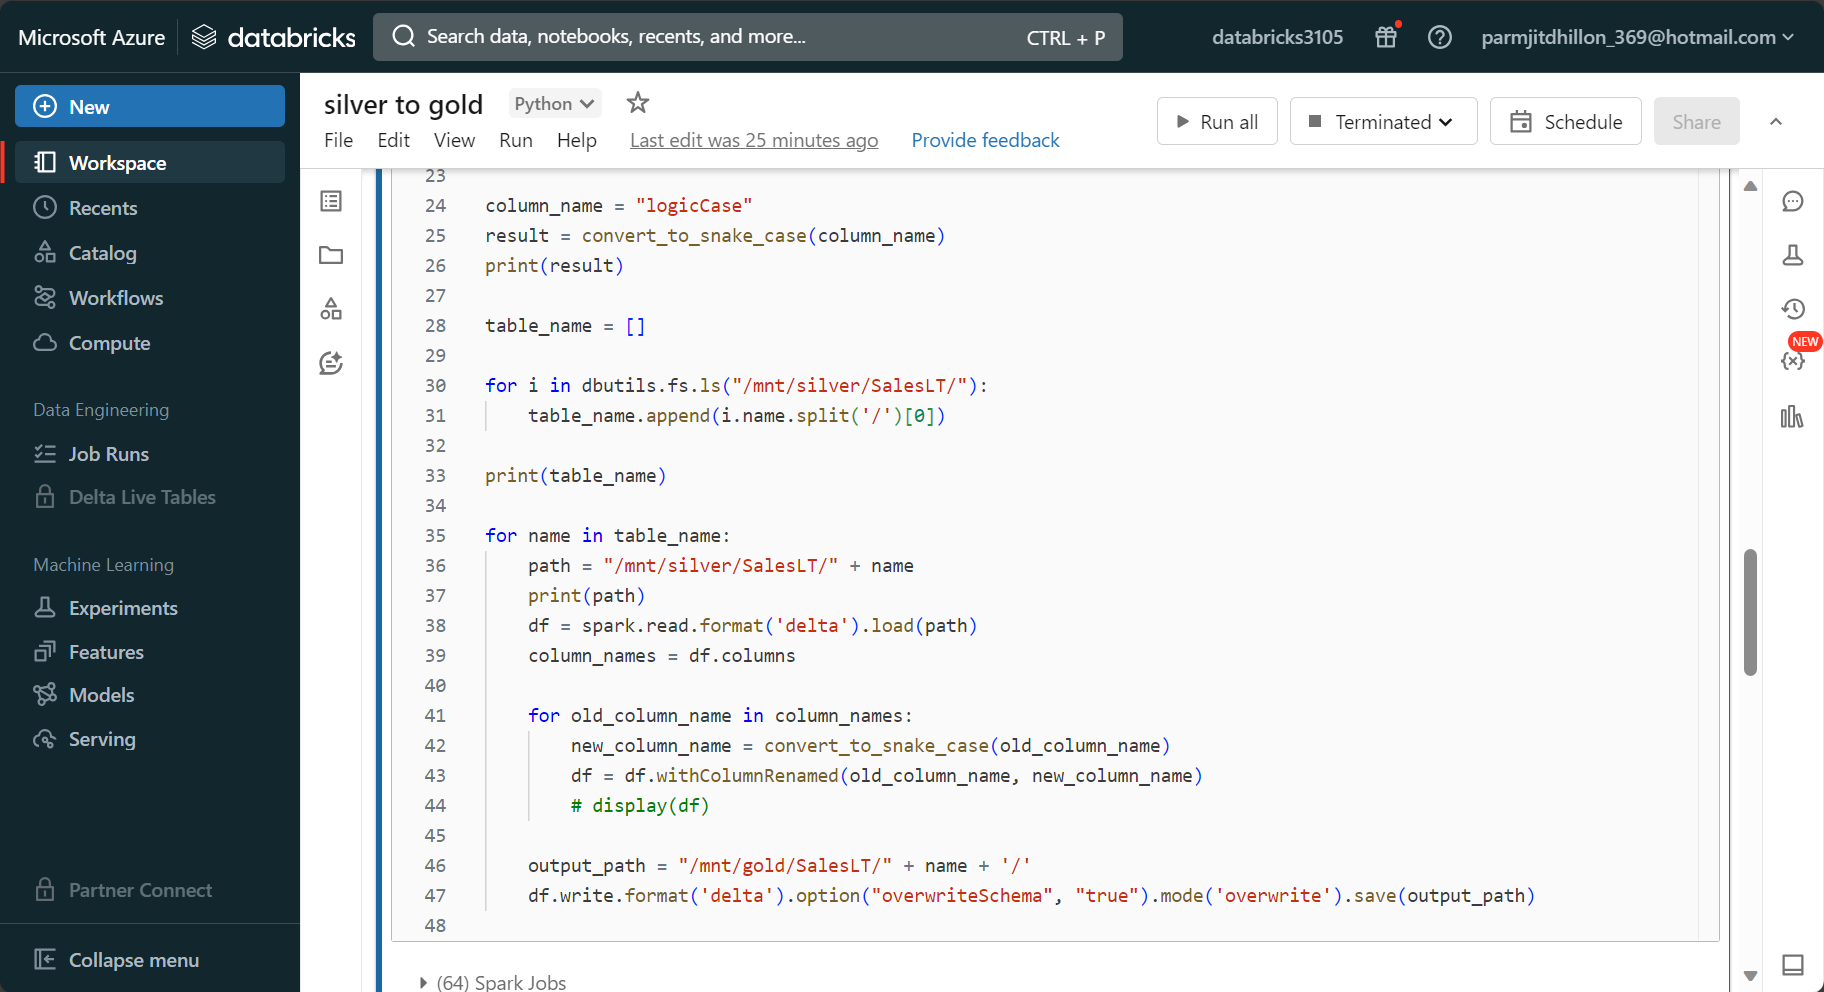 Microsoft Azure
databricks
Search data, notebooks, recents, and more...
CTRL + P
databricks3105
parmjitdhillon_369@hotmail.com
New
Workspace
Recents
Catalog
Workflows
Compute
Data Engineering
Job Runs
Delta Live Tables
Machine Learning
Experiments
Features
Models
Serving
Partner Connect
Collapse menu
silver to gold
Python
File Edit View Run Help Last edit was 25 minutes ago Provide feedback
Run all
Terminated
Schedule
Share
23
24 column_name = "logicCase"
25 result = convert_to_snake_case(column_name)
26 print(result)
27
28 table_name = []
29
30 for i in dbutils.fs.ls("/mnt/silver/SalesLT/"):
31     table_name.append(i.name.split('/')[0])
32
33 print(table_name)
34
35 for name in table_name:
36     path = "/mnt/silver/SalesLT/" + name
37     print(path)
38     df = spark.read.format('delta').load(path)
39     column_names = df.columns
40
41     for old_column_name in column_names:
42         new_column_name = convert_to_snake_case(old_column_name)
43         df = df.withColumnRenamed(old_column_name, new_column_name)
44         # display(df)
45
46     output_path = "/mnt/gold/SalesLT/" + name + '/'
47     df.write.format('delta').option("overwriteSchema", "true").mode('overwrite').save(output_path)
48
(64) Spark Jobs
NEW